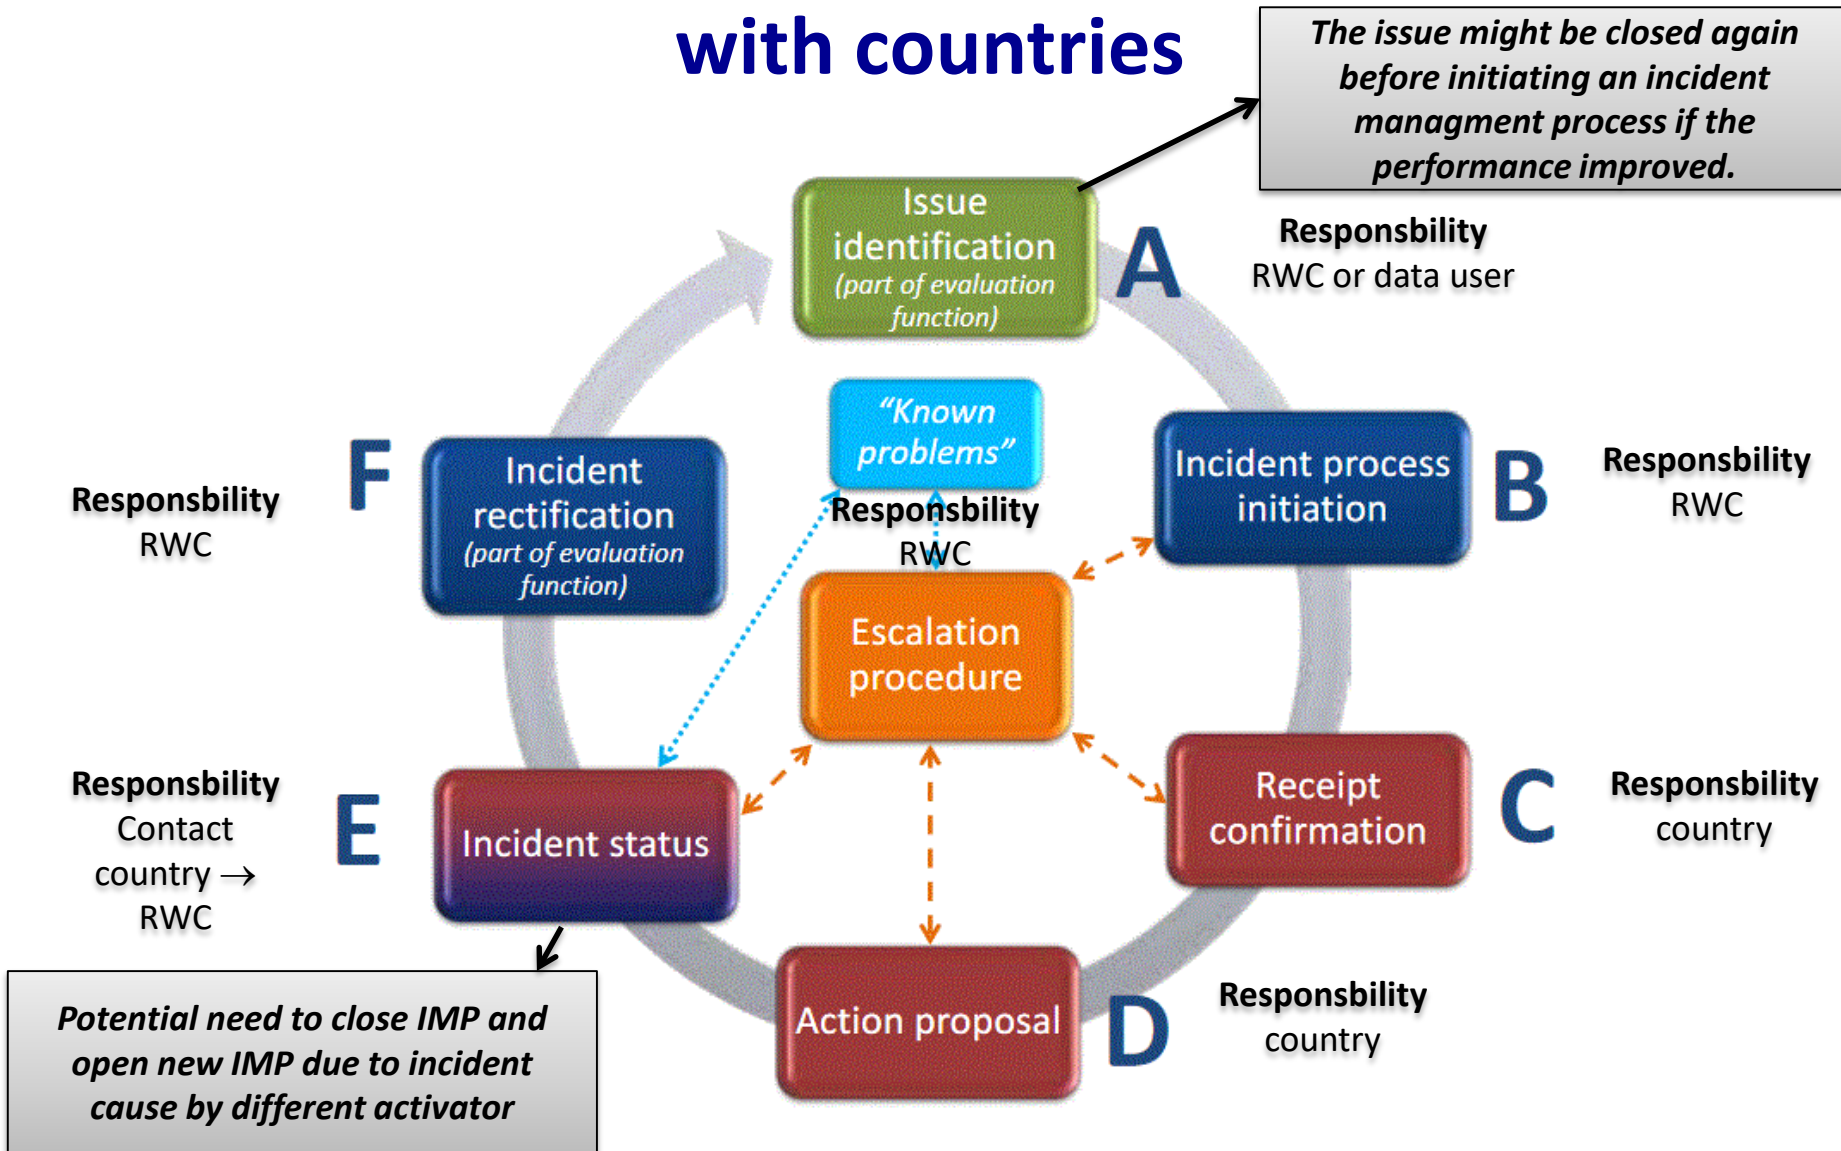 with countries
The issue might be closed again
before initiating an incident
managment process if the
performance improved.
Issue
identification
(part of evaluation
function)
A
Responsbility
RWC or data user
"Known
problems"
Responsbility
RWC
Incident process
initiation
B
Responsbility
RWC
F
Incident
rectification
(part of evaluation
function)
Responsbility
RWC
Escalation
procedure
Receipt
confirmation
C
Responsbility
country
Responsbility
Contact
country →
RWC
E
Incident status
Action proposal
D
Responsbility
country
Potential need to close IMP and
open new IMP due to incident
cause by different activator